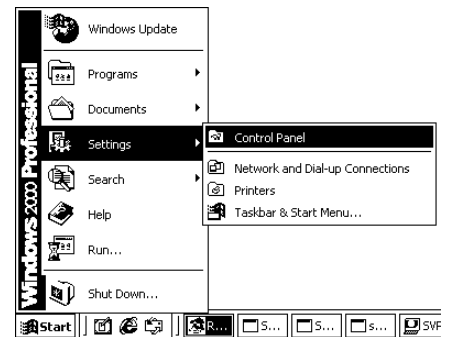 Windows 2000 Professional
Windows Update
Programs
Documents
Settings
Search
Help
Run...
Shut Down...
Control Panel
Network and Dial-up Connections
Printers
Taskbar & Start Menu...
Start
R...
S...
S...
s...
SVF